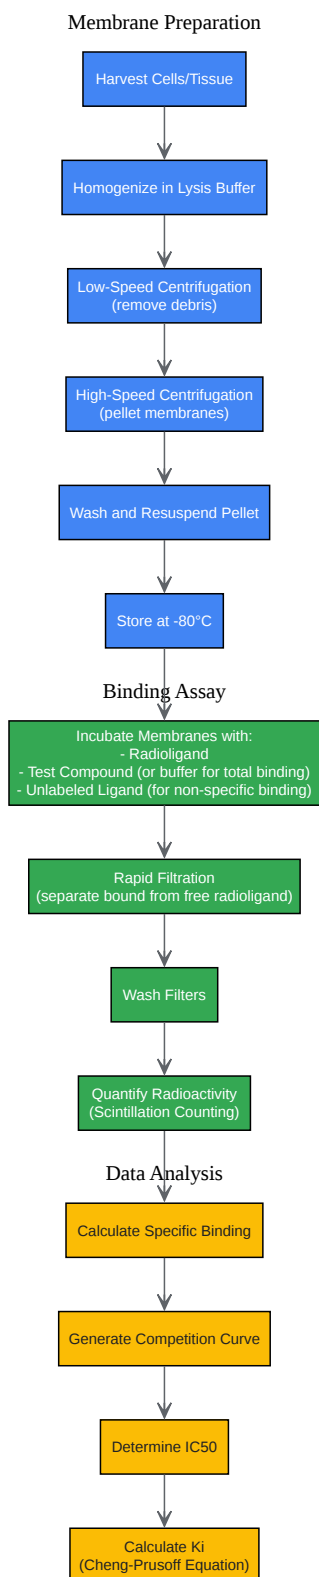 Membrane Preparation
Harvest Cells/Tissue
Homogenize in Lysis Buffer
Low-Speed Centrifugation
(remove debris)
High-Speed Centrifugation
(pellet membranes)
Wash and Resuspend Pellet
Store at -80°C
Binding Assay
Incubate Membranes with:
- Radioligand
- Test Compound (or buffer for total binding)
- Unlabeled Ligand (for non-specific binding)
Rapid Filtration
(separate bound from free radioligand)
Wash Filters
Quantify Radioactivity
(Scintillation Counting)
Data Analysis
Calculate Specific Binding
Generate Competition Curve
Determine IC50
Calculate Ki
(Cheng-Prusoff Equation)